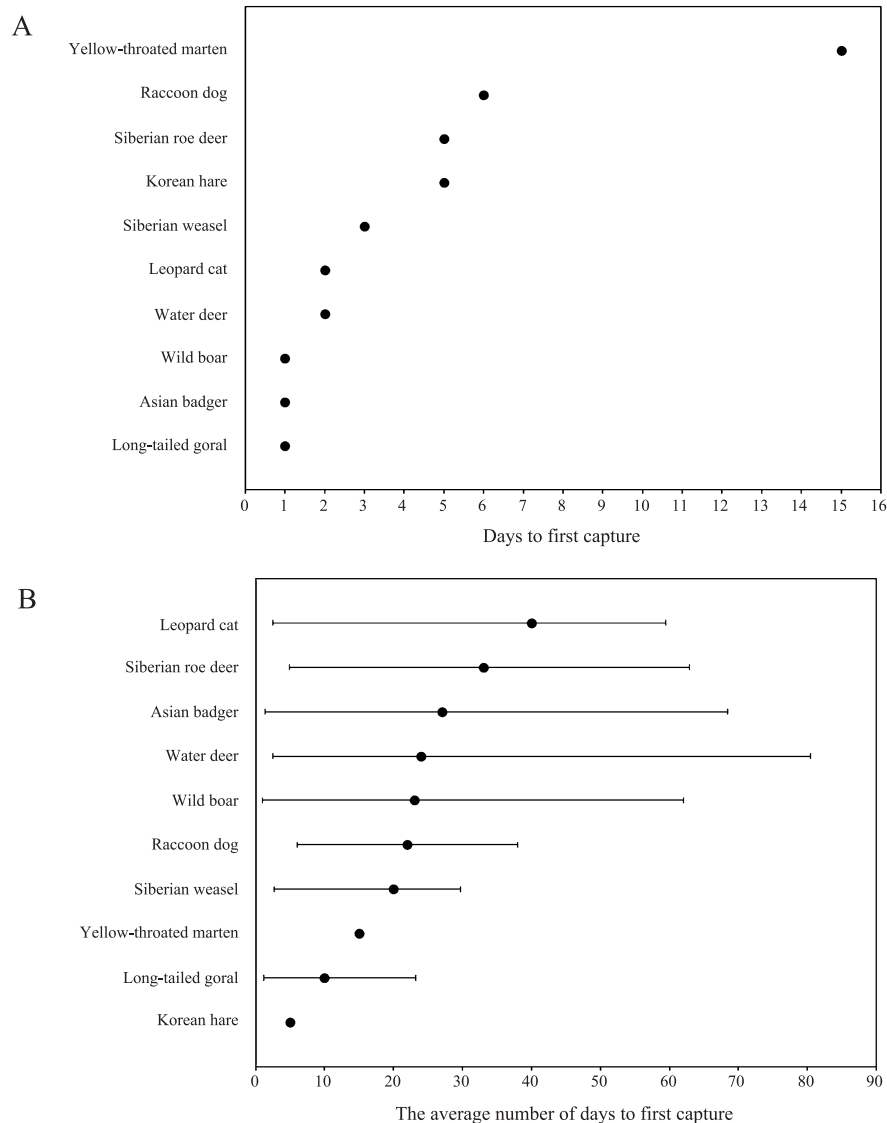 A
Yellow-throated marten
Raccoon dog
Siberian roe deer
Korean hare
Siberian weasel
Leopard cat
Water deer
Wild boar
Asian badger
Long-tailed goral
0 1 2 3 4 5 6 7 8 9 10 11 12 13 14 15 16
Days to first capture
B
Leopard cat
Siberian roe deer
Asian badger
Water deer
Wild boar
Raccoon dog
Siberian weasel
Yellow-throated marten
Long-tailed goral
Korean hare
0 10 20 30 40 50 60 70 80 90
The average number of days to first capture